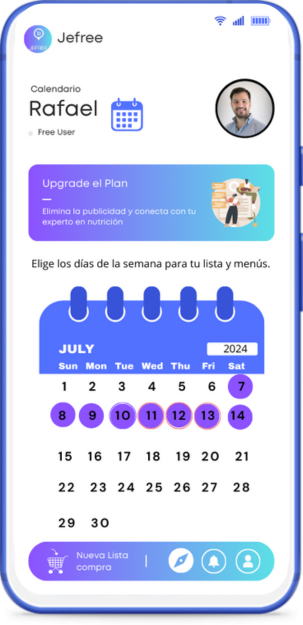 JEFREE
Jefree
Calendario
Rafael
Free User
Upgrade el Plan
Elimina la publicidad y conecta con tu
experto en nutrición
Elige los días de la semana para tu lista y menús.
JULY 2024
Sun Mon Tue Wed Thu Fri Sat
1 2 3 4 5 6 7
8 9 10 11 12 13 14
15 16 17 18 19 20 21
22 23 24 25 26 27 28
29 30
Nueva Lista
compra